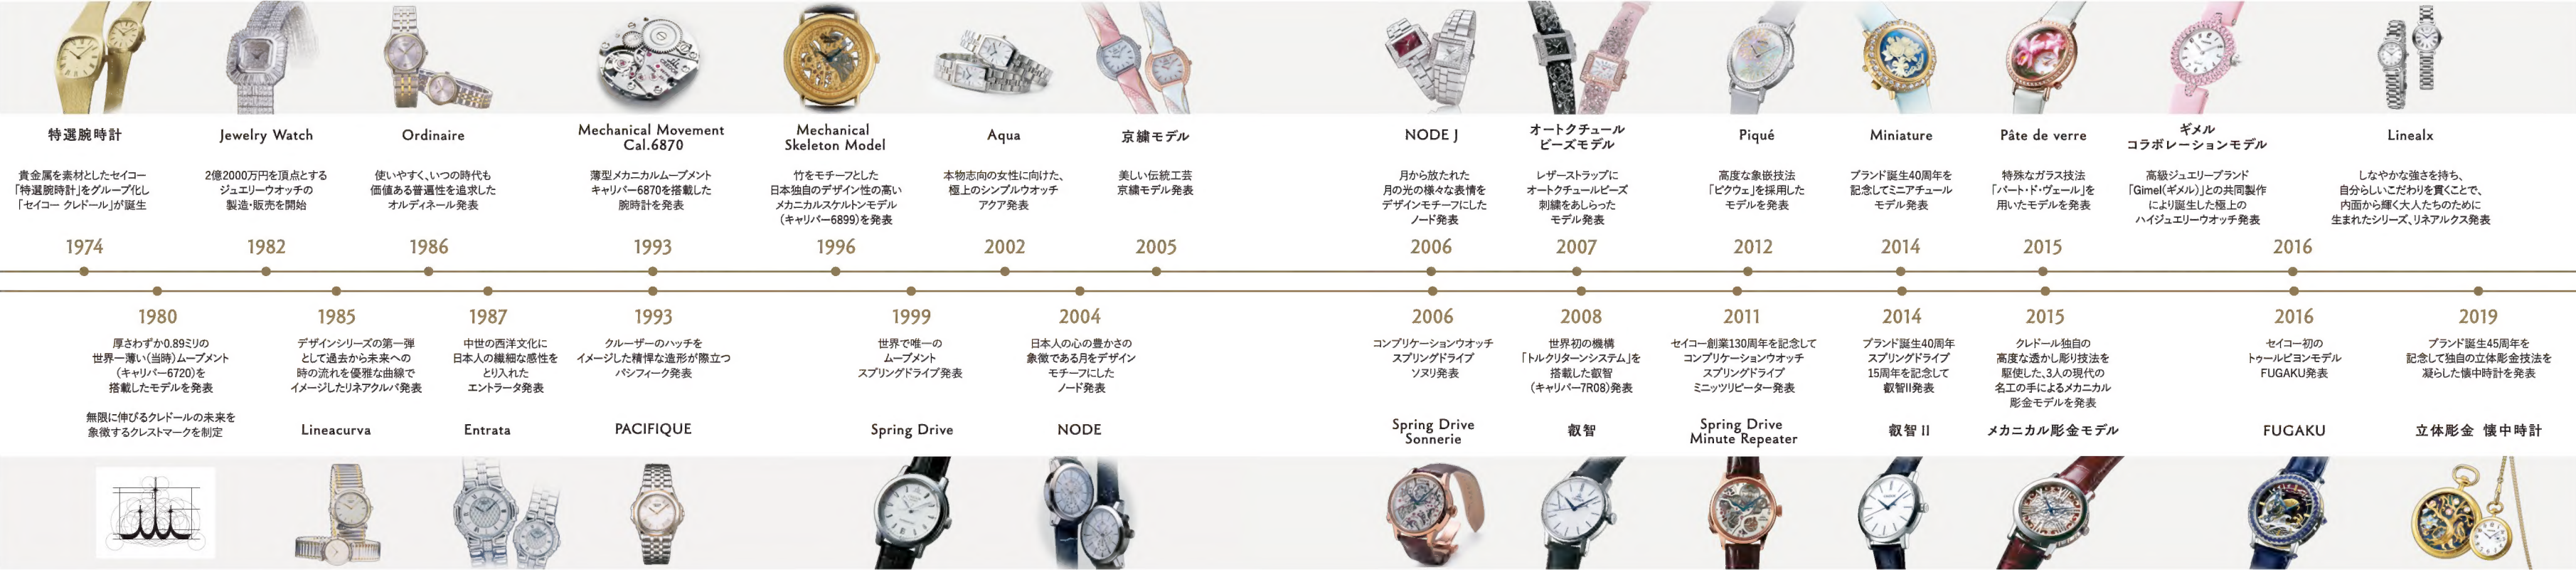 特選腕時計
貴金属を素材としたセイコー
「特選腕時計」をグループ化し
「セイコー クレドール」が誕生
1974
Jewelry Watch
2億2000万円を頂点とする
ジュエリーウオッチの
製造・販売を開始
1982
Ordinaire
使いやすく、いつの時代も
価値ある普遍性を追求した
オルディネール発表
1986
Mechanical Movement
Cal.6870
薄型メカニカルムーブメント
キャリバー6870を搭載した
腕時計を発表
1993
Mechanical
Skeleton Model
竹をモチーフとした
日本独自のデザイン性の高い
メカニカルスケルトンモデル
（キャリバー6899）を発表
1996
Aqua
本物志向の女性に向けた、
極上のシンプルウオッチ
アクア発表
2002
京繍モデル
美しい伝統工芸
京繍モデル発表
2005
NODE J
月から放たれた
月の光の様々な表情を
デザインモチーフにした
ノード発表
2006
オートクチュール
ビーズモデル
レザーストラップに
オートクチュールビーズ
刺繍をあしらった
モデル発表
2007
Piqué
高度な象嵌技法
「ピクウェ」を採用した
モデルを発表
2012
Miniature
ブランド誕生40周年を
記念してミニアチュール
モデル発表
2014
Pâte de verre
特殊なガラス技法
「パート・ド・ヴェール」を
用いたモデルを発表
2015
ギメル
コラボレーションモデル
高級ジュエリーブランド
「Gimel（ギメル）」との共同製作
により誕生した極上の
ハイジュエリーウオッチ発表
2016
Linealx
しなやかな強さを持ち、
自分らしいこだわりを貫くことで、
内面から輝く大人たちのために
生まれたシリーズ、リネアルクス発表
1980
厚さわずか0.89ミリの
世界一薄い（当時）ムーブメント
（キャリバー6720）を
搭載したモデルを発表
無限に伸びるクレドールの未来を
象徴するクレストマークを制定
1985
デザインシリーズの第一弾
として過去から未来への
時の流れを優雅な曲線で
イメージしたリネアクルバ発表
Lineacurva
1987
中世の西洋文化に
日本人の繊細な感性を
とり入れた
エントラータ発表
Entrata
1993
クルーザーのハッチを
イメージした精悍な造形が際立つ
パシフィーク発表
PACIFIQUE
1999
世界で唯一の
ムーブメント
スプリングドライブ発表
Spring Drive
2004
日本人の心の豊かさの
象徴である月をデザイン
モチーフにした
ノード発表
NODE
2006
コンプリケーションウオッチ
スプリングドライブ
ソヌリ発表
Spring Drive
Sonnerie
2008
世界初の機構
「トルクリターンシステム」を
搭載した叡智
（キャリバー7R08）発表
叡智
2011
セイコー創業130周年を記念して
コンプリケーションウオッチ
スプリングドライブ
ミニッツリピーター発表
Spring Drive
Minute Repeater
2014
ブランド誕生40周年
スプリングドライブ
15周年を記念して
叡智II発表
叡智 II
2015
クレドール独自の
高度な透かし彫り技法を
駆使した、3人の現代の
名工の手によるメカニカル
彫金モデルを発表
メカニカル彫金モデル
2016
セイコー初の
トゥールビヨンモデル
FUGAKU発表
FUGAKU
2019
ブランド誕生45周年を
記念して独自の立体彫金技法を
凝らした懐中時計を発表
立体彫金 懐中時計